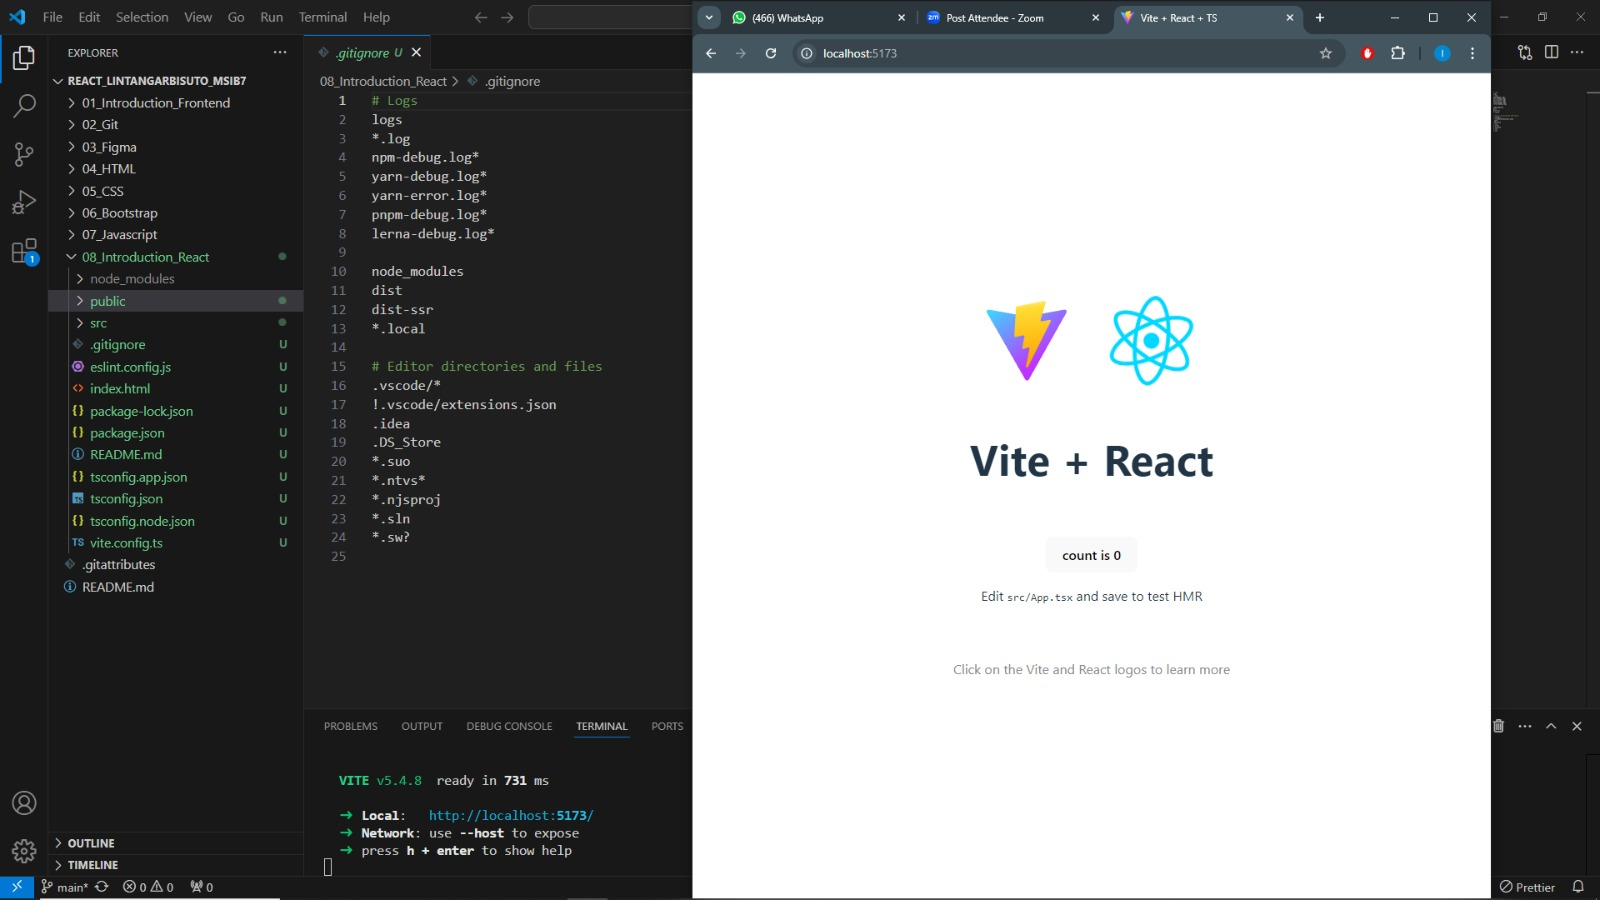 File Edit Selection View Go Run Terminal Help
EXPLORER
REACT_LINTANGARBISUTO_MSIB7
01_Introduction_Frontend
02_Git
03_Figma
04_HTML
05_CSS
06_Bootstrap
07_Javascript
08_Introduction_React
node_modules
public
src
.gitignore U
eslint.config.js U
index.html U
package-lock.json U
package.json U
README.md U
tsconfig.app.json U
tsconfig.json U
tsconfig.node.json U
TS vite.config.ts U
.gitattributes
README.md
OUTLINE
TIMELINE
.gitignore U
08_Introduction_React > .gitignore
1 # Logs
2 logs
3 *.log
4 npm-debug.log*
5 yarn-debug.log*
6 yarn-error.log*
7 pnpm-debug.log*
8 lerna-debug.log*
9
10 node_modules
11 dist
12 dist-ssr
13 *.local
14
15 # Editor directories and files
16 .vscode/*
17 !.vscode/extensions.json
18 .idea
19 .DS_Store
20 *.suo
21 *.ntvs*
22 *.njsproj
23 *.sln
24 *.sw?
25
PROBLEMS OUTPUT DEBUG CONSOLE TERMINAL PORTS
VITE v5.4.8 ready in 731 ms
➜ Local: http://localhost:5173/
➜ Network: use --host to expose
➜ press h + enter to show help
main* 0 0 0
Prettier
1
(466) WhatsApp
zm Post Attendee - Zoom
Vite + React + TS
localhost:5173
I
Vite + React
count is 0
Edit src/App.tsx and save to test HMR
Click on the Vite and React logos to learn more